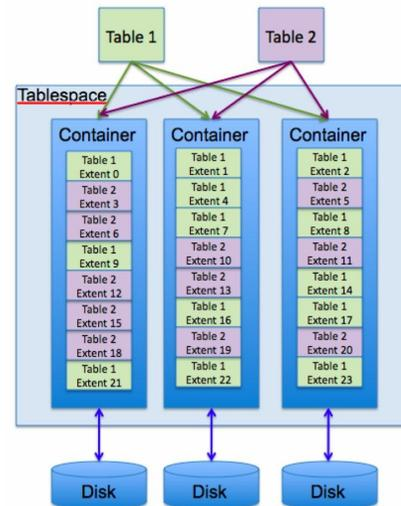 Table 1
Table 2
Tablespace
Container
Table 1
Extent 0
Table 2
Extent 3
Table 2
Extent 6
Table 1
Extent 9
Table 2
Extent 12
Table 2
Extent 15
Table 2
Extent 18
Table 1
Extent 21
Container
Table 1
Extent 1
Table 1
Extent 4
Table 1
Extent 7
Table 2
Extent 10
Table 2
Extent 13
Table 1
Extent 16
Table 2
Extent 19
Table 1
Extent 22
Container
Table 1
Extent 2
Table 2
Extent 5
Table 1
Extent 8
Table 2
Extent 11
Table 1
Extent 14
Table 1
Extent 17
Table 2
Extent 20
Table 1
Extent 23
Disk
Disk
Disk